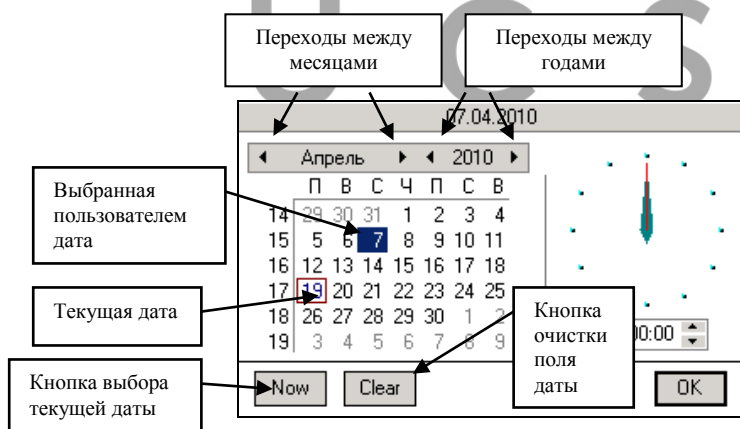 UCS
Переходы между
месяцами
Переходы между
годами
07.04.2010
Апрель 2010
П В С Ч П С В
14 29 30 31 1 2 3 4
15 5 6 7 8 9 10 11
16 12 13 14 15 16 17 18
17 19 20 21 22 23 24 25
18 26 27 28 29 30 1 2
19 3 4 5 6 7 8 9
Выбранная
пользователем
дата
Текущая дата
Кнопка выбора
текущей даты
Кнопка
очистки
поля
даты
0:00
Now Clear OK